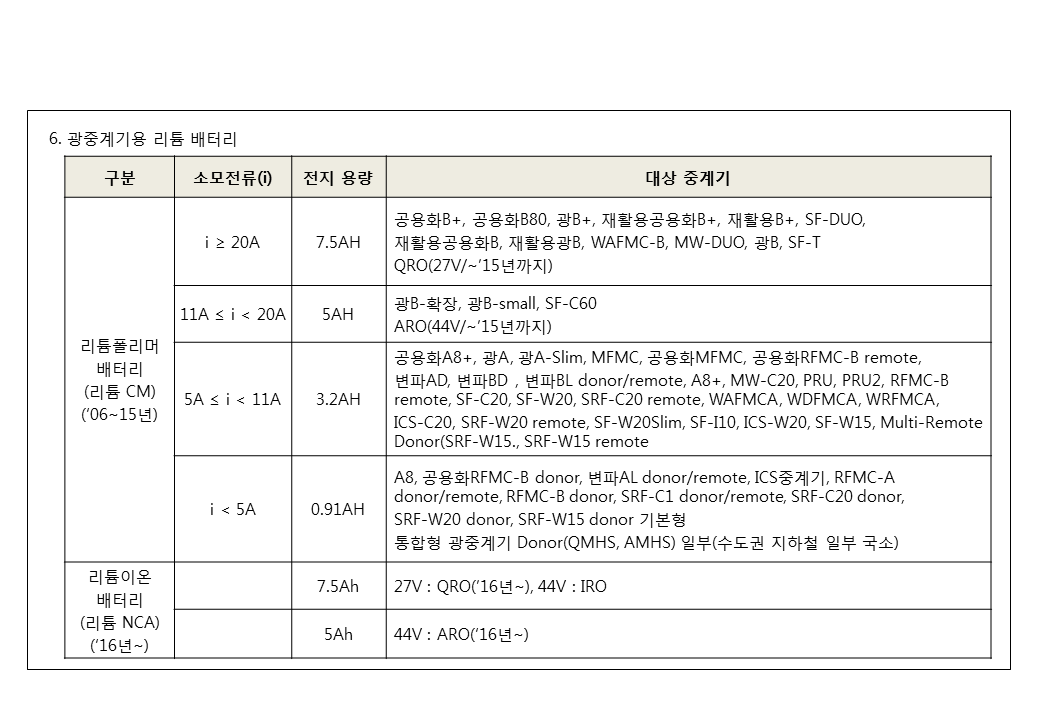 6. 광중계기용 리튬 배터리
구분 소모전류(i) 전지 용량 대상 중계기
리튬폴리머
배터리
(리튬 CM)
(‘06~15년)
i ≥ 20A 7.5AH
공용화B+, 공용화B80, 광B+, 재활용공용화B+, 재활용B+, SF-DUO,
재활용공용화B, 재활용광B, WAFMC-B, MW-DUO, 광B, SF-T
QRO(27V/~’15년까지)
11A ≤ i < 20A 5AH
광B-확장, 광B-small, SF-C60
ARO(44V/~’15년까지)
5A ≤ i < 11A 3.2AH
공용화A8+, 광A, 광A-Slim, MFMC, 공용화MFMC, 공용화RFMC-B remote,
변파AD, 변파BD , 변파BL donor/remote, A8+, MW-C20, PRU, PRU2, RFMC-B
remote, SF-C20, SF-W20, SRF-C20 remote, WAFMCA, WDFMCA, WRFMCA,
ICS-C20, SRF-W20 remote, SF-W20Slim, SF-I10, ICS-W20, SF-W15, Multi-Remote
Donor(SRF-W15., SRF-W15 remote
i < 5A 0.91AH
A8, 공용화RFMC-B donor, 변파AL donor/remote, ICS중계기, RFMC-A
donor/remote, RFMC-B donor, SRF-C1 donor/remote, SRF-C20 donor,
SRF-W20 donor, SRF-W15 donor 기본형
통합형 광중계기 Donor(QMHS, AMHS) 일부(수도권 지하철 일부 국소)
리튬이온
배터리
(리튬 NCA)
(‘16년~)
7.5Ah 27V : QRO(‘16년~), 44V : IRO
5Ah 44V : ARO(‘16년~)